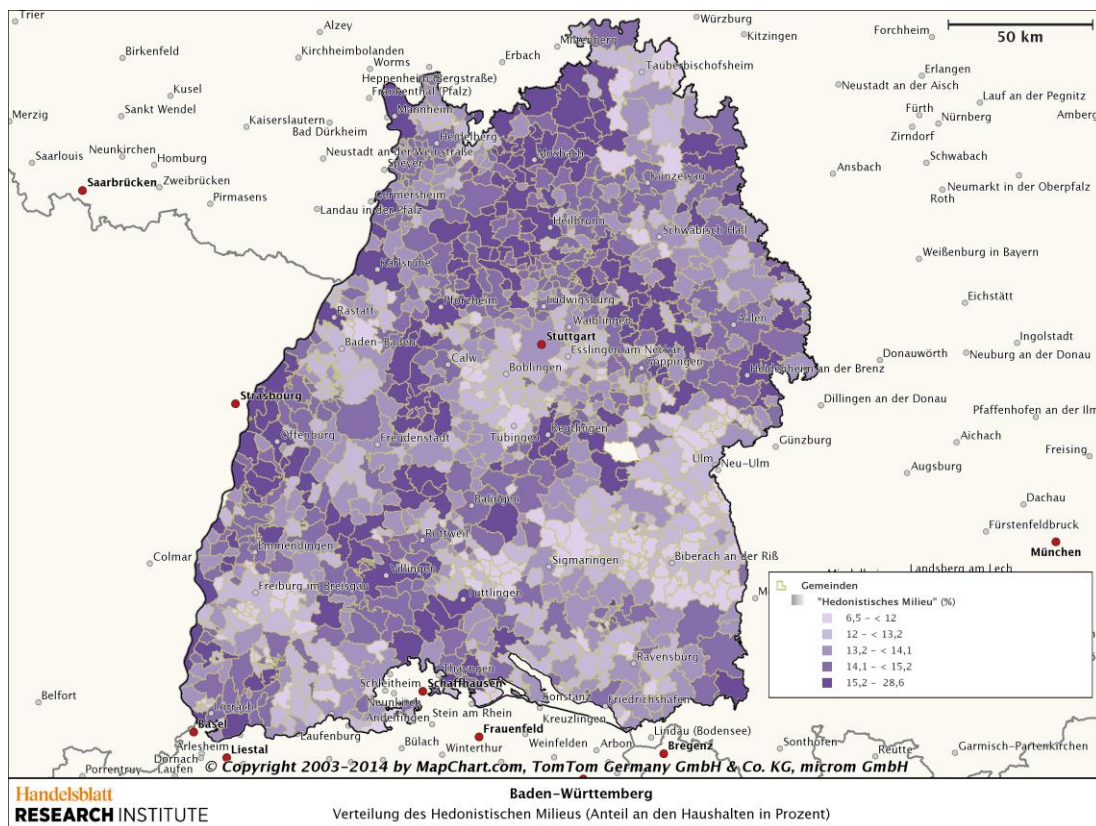 Trier
Alzey
Würzburg
Kitzingen
Forchheim
50 km
Birkenfeld
Kirchheimbolanden
Erbach
Miltenberg
Worms
Tauberbischofsheim
Erlangen
Heppenheim (Bergstraße)
Kusel
Frankenthal (Pfalz)
Neustadt an der Aisch
Lauf an der Pegnitz
Merzig
Sankt Wendel
Kaiserslautern
Mannheim
Fürth
Nürnberg
Amberg
Bad Dürkheim
Zirndorf
Heidelberg
Saarlouis
Neunkirchen
Homburg
Neustadt an der Weinstraße
Mosbach
Ansbach
Schwabach
Speyer
Saarbrücken
Zweibrücken
Künzelsau
Neumarkt in der Oberpfalz
Pirmasens
Germersheim
Roth
Landau in der Pfalz
Heilbronn
Schwäbisch Hall
Weißenburg in Bayern
Karlsruhe
Pforzheim
Ludwigsburg
Eichstätt
Rastatt
Waiblingen
Aalen
Baden-Baden
Stuttgart
Ingolstadt
Calw
Esslingen am Neckar
Donauwörth
Neuburg an der Donau
Böblingen
Göppingen
Heidenheim an der Brenz
Strasbourg
Dillingen an der Donau
Pfaffenhofen an der Ilm
Offenburg
Freudenstadt
Tübingen
Reutlingen
Günzburg
Aichach
Freising
Ulm
Neu-Ulm
Augsburg
Balingen
Dachau
Rottweil
Fürstenfeldbruck
Colmar
Emmendingen
Sigmaringen
Biberach an der Riß
München
Villingen
Landsberg am Lech
Freiburg im Breisgau
Tuttlingen
Gemeinden
"Hedonistisches Milieu" (%)
6,5 - < 12
12 - < 13,2
13,2 - < 14,1
14,1 - < 15,2
15,2 - 28,6
Ravensburg
Thayngen
Schleitheim
Schaffhausen
Belfort
Neunkirch
Konstanz
Friedrichshafen
Lörrach
Stein am Rhein
Kreuzlingen
Basel
Andelfingen
Laufenburg
Frauenfeld
Lindau (Bodensee)
Arlesheim
Liestal
Bülach
Weinfelden
Arbon
Bregenz
Sonthofen
Reutte
Garmisch-Partenkirchen
Dornach
Winterthur
Porrentruy
Laufen
© Copyright 2003-2014 by MapChart.com, TomTom Germany GmbH & Co. KG, microm GmbH
Handelsblatt
RESEARCH INSTITUTE
Baden-Württemberg
Verteilung des Hedonistischen Milieus (Anteil an den Haushalten in Prozent)